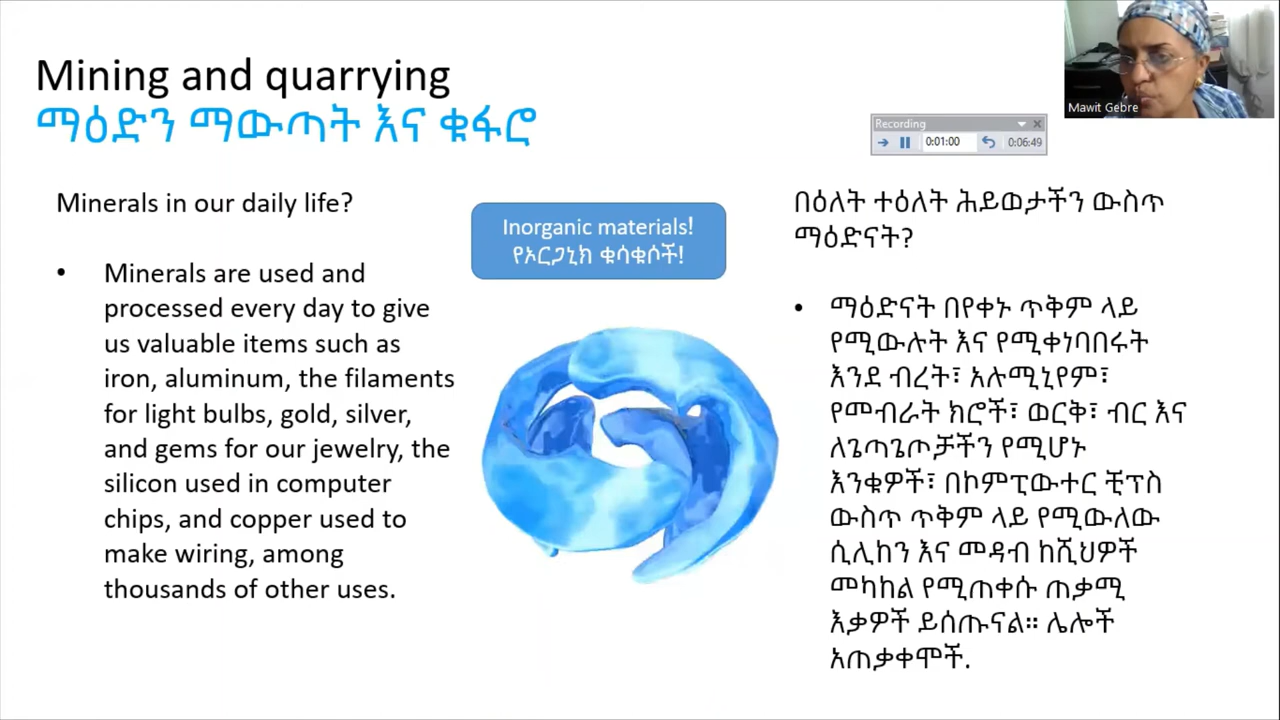 Mining and quarrying
ማዕድን ማውጣት እና ቁፋሮ
Mawit Gebre
Recording
0:01:00
0:06:49
Minerals in our daily life?
• Minerals are used and
processed every day to give
us valuable items such as
iron, aluminum, the filaments
for light bulbs, gold, silver,
and gems for our jewelry, the
silicon used in computer
chips, and copper used to
make wiring, among
thousands of other uses.
Inorganic materials!
የኦርጋኒክ ቁሳቁሶች!
በዕለት ተዕለት ሕይወታችን ውስጥ
ማዕድናት?
• ማዕድናት በየቀኑ ጥቅም ላይ
የሚውሉት እና የሚቀነባበሩት
እንደ ብረት፣ አሉሚኒየም፣
የመብራት ክሮች፣ ወርቅ፣ ብር እና
ለጌጣጌጦቻችን የሚሆኑ
እንቁዎች፣ በኮምፒውተር ቺፕስ
ውስጥ ጥቅም ላይ የሚውለው
ሲሊከን እና መዳብ ከሺህዎች
መካከል የሚጠቀሱ ጠቃሚ
እቃዎች ይሰጡናል። ሌሎች
አጠቃቀሞች.